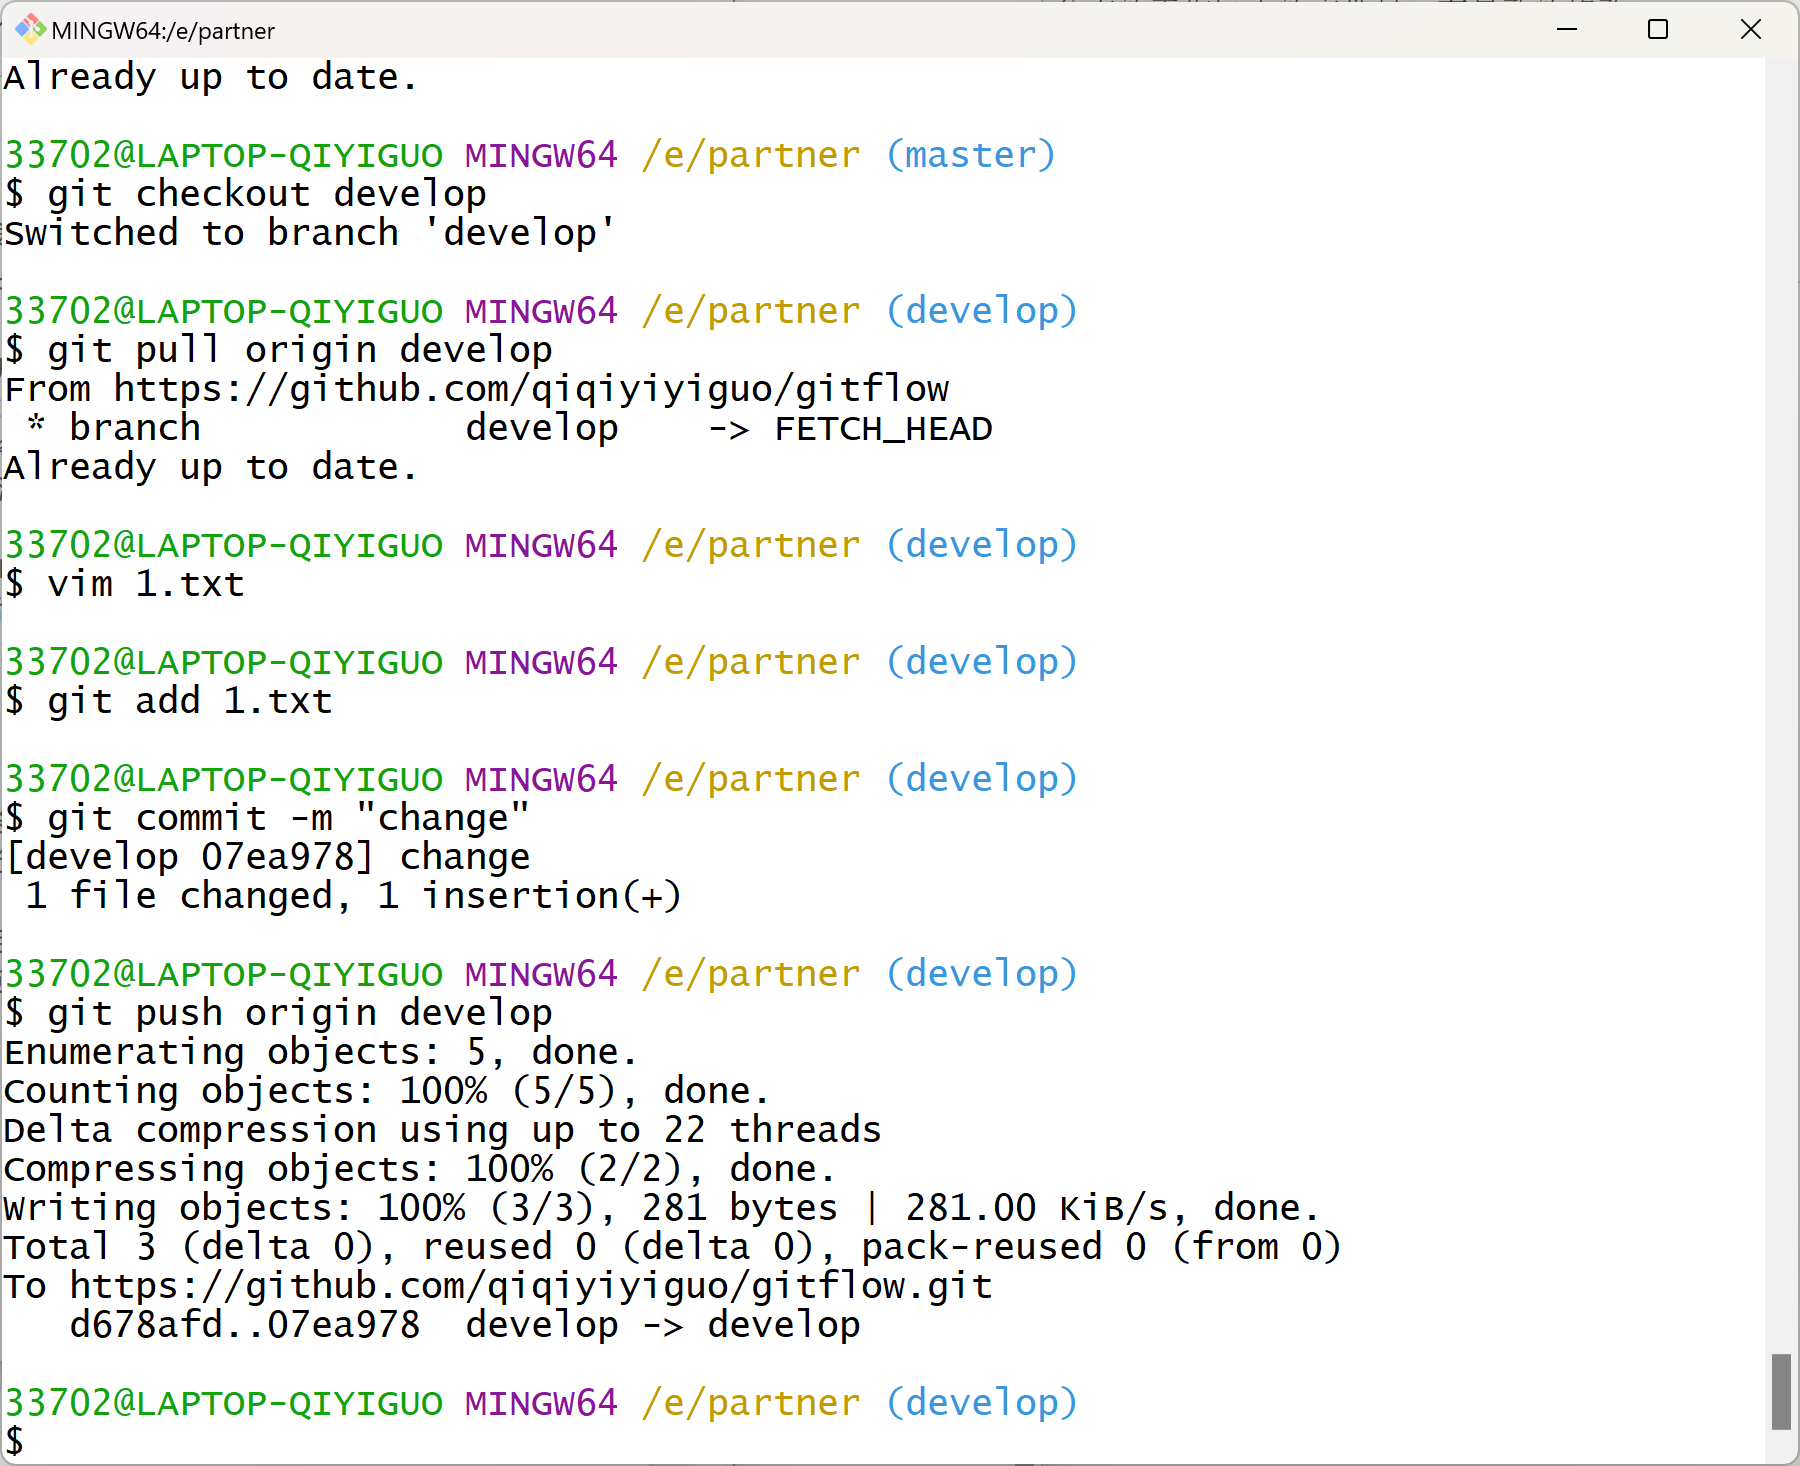 MINGW64:/e/partner
Already up to date.
33702@LAPTOP-QIYIGUO MINGW64 /e/partner (master)
$ git checkout develop
Switched to branch 'develop'
33702@LAPTOP-QIYIGUO MINGW64 /e/partner (develop)
$ git pull origin develop
From https://github.com/qiqiyiyiguo/gitflow
 * branch            develop    -> FETCH_HEAD
Already up to date.
33702@LAPTOP-QIYIGUO MINGW64 /e/partner (develop)
$ vim 1.txt
33702@LAPTOP-QIYIGUO MINGW64 /e/partner (develop)
$ git add 1.txt
33702@LAPTOP-QIYIGUO MINGW64 /e/partner (develop)
$ git commit -m "change"
[develop 07ea978] change
 1 file changed, 1 insertion(+)
33702@LAPTOP-QIYIGUO MINGW64 /e/partner (develop)
$ git push origin develop
Enumerating objects: 5, done.
Counting objects: 100% (5/5), done.
Delta compression using up to 22 threads
Compressing objects: 100% (2/2), done.
Writing objects: 100% (3/3), 281 bytes | 281.00 KiB/s, done.
Total 3 (delta 0), reused 0 (delta 0), pack-reused 0 (from 0)
To https://github.com/qiqiyiyiguo/gitflow.git
   d678afd..07ea978  develop -> develop
33702@LAPTOP-QIYIGUO MINGW64 /e/partner (develop)
$